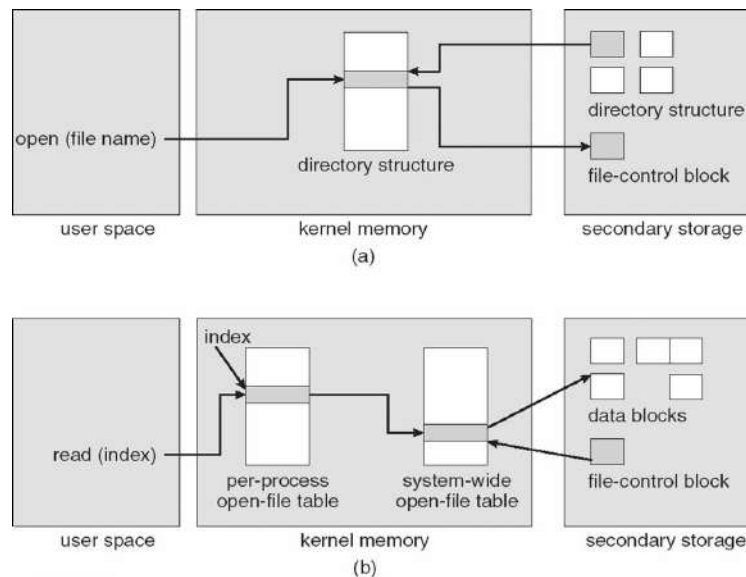 open (file name)
directory structure
directory structure
file-control block
user space
kernel memory
secondary storage
(a)
index
read (index)
per-process
open-file table
system-wide
open-file table
data blocks
file-control block
user space
kernel memory
secondary storage
(b)